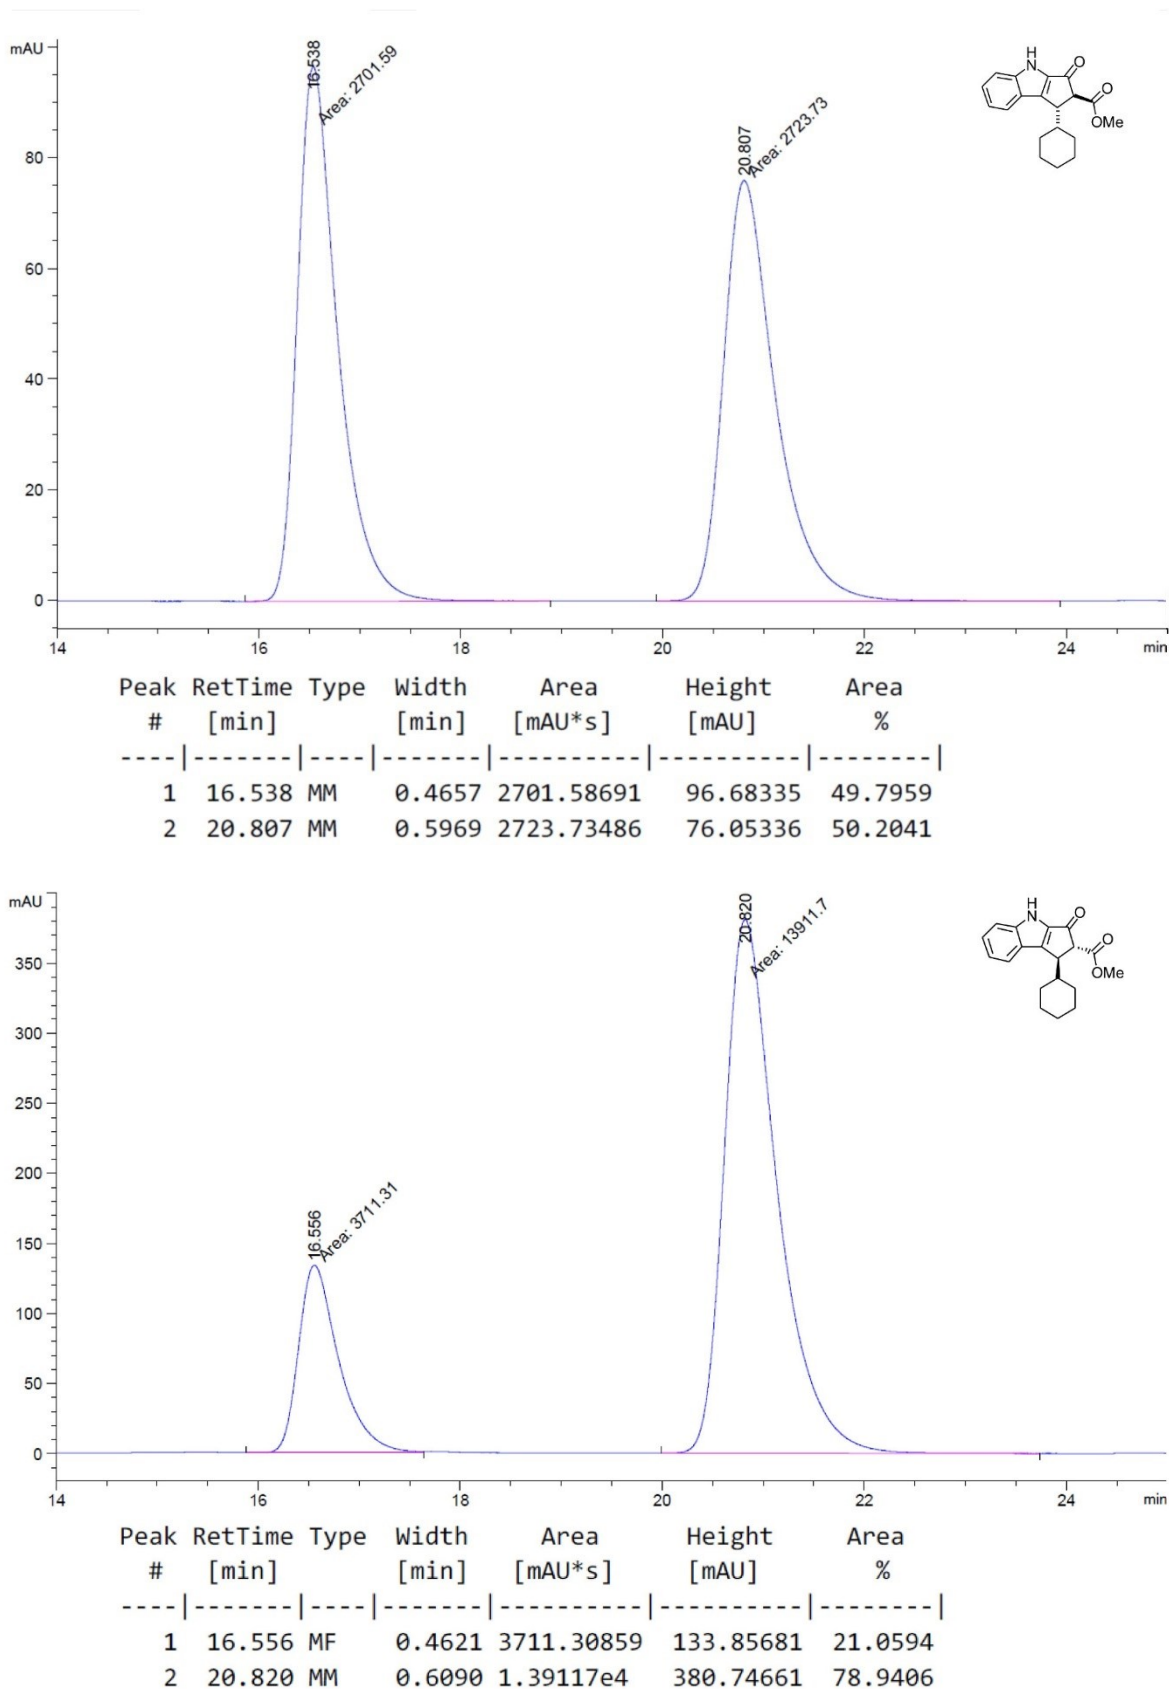 mAU
80
60
40
20
0
16.538
Area: 2701.59
20.807
Area: 2723.73
H
N
O
O
OMe
14 16 18 20 22 24 min
Peak RetTime Type Width Area Height Area
# [min] [min] [mAU*s] [mAU] %
----|-------|----|-------|----------|----------|--------|
1 16.538 MM 0.4657 2701.58691 96.68335 49.7959
2 20.807 MM 0.5969 2723.73486 76.05336 50.2041
mAU
350
300
250
200
150
100
50
0
16.556
Area: 3711.31
20.820
Area: 13911.7
H
N
O
O
OMe
14 16 18 20 22 24 min
Peak RetTime Type Width Area Height Area
# [min] [min] [mAU*s] [mAU] %
----|-------|----|-------|----------|----------|--------|
1 16.556 MF 0.4621 3711.30859 133.85681 21.0594
2 20.820 MM 0.6090 1.39117e4 380.74661 78.9406